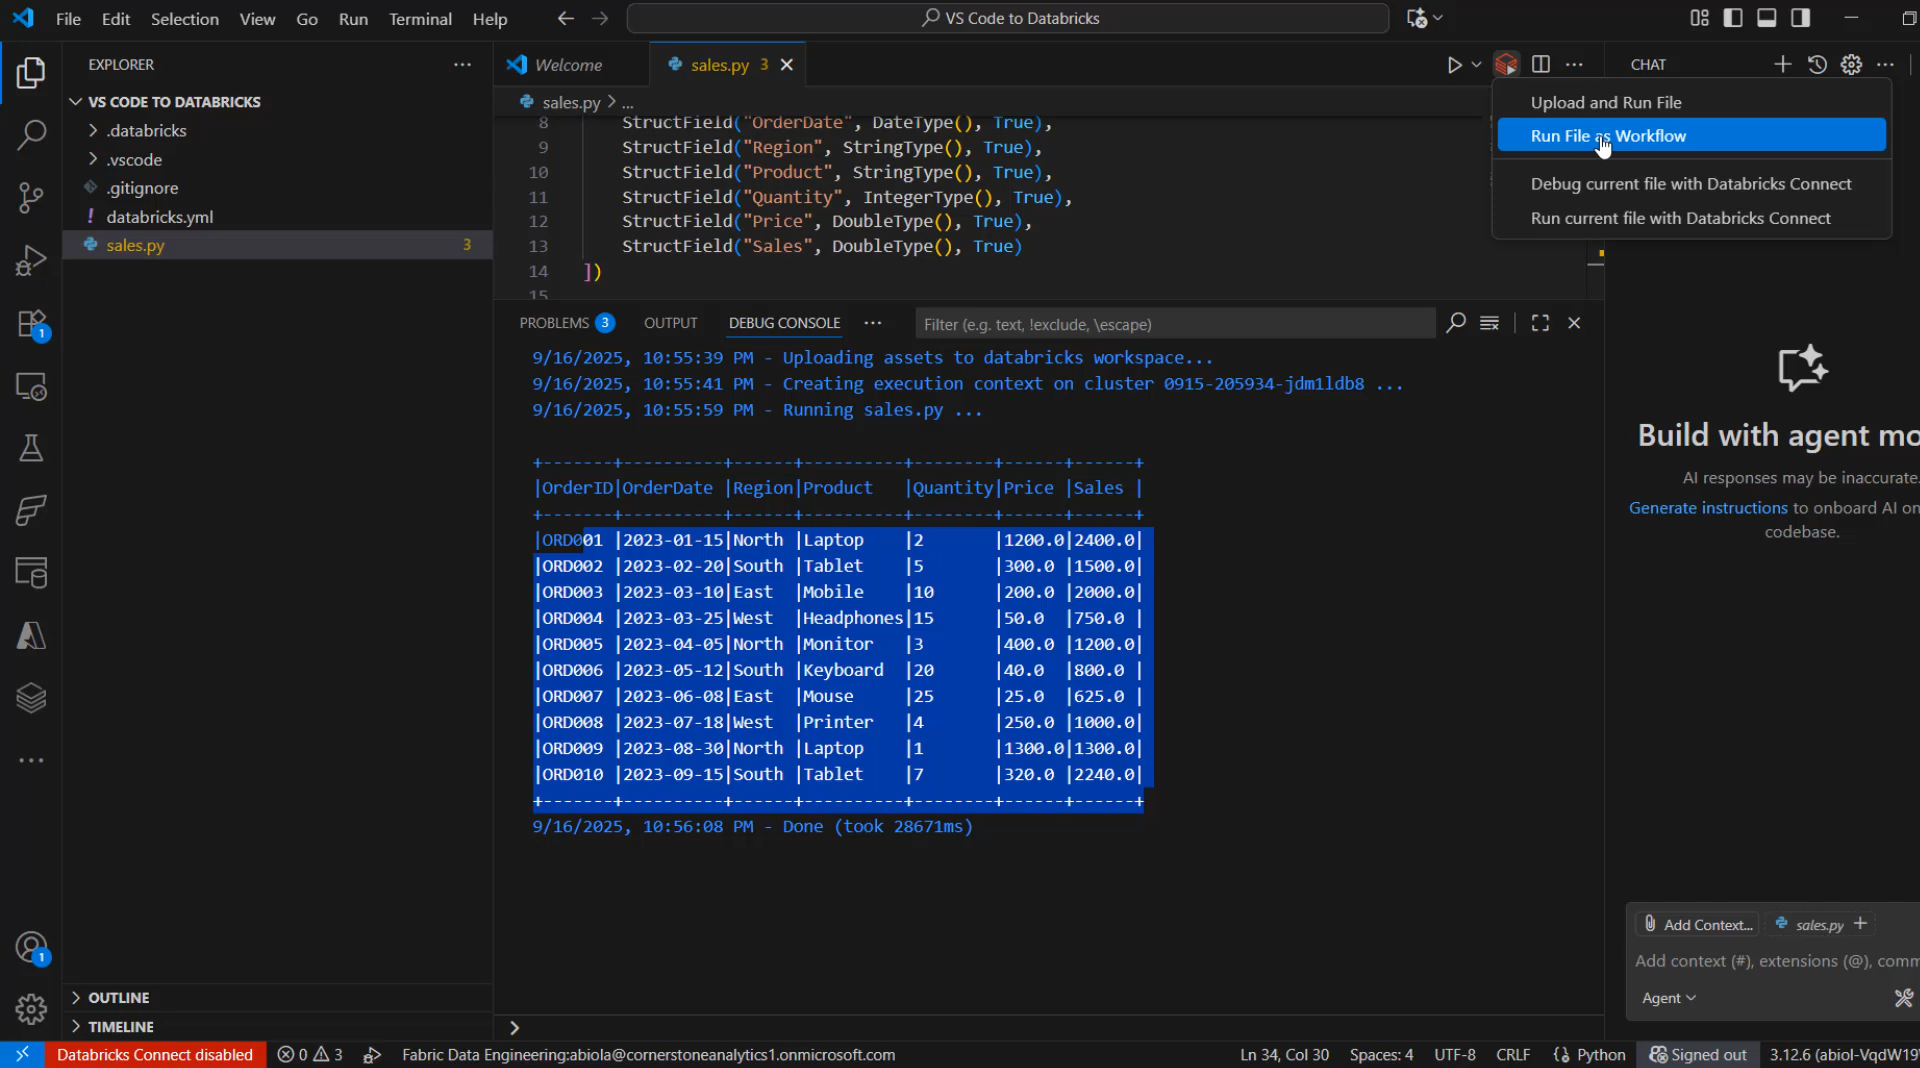 File Edit Selection View Go Run Terminal Help
VS Code to Databricks
EXPLORER
VS CODE TO DATABRICKS
.databricks
.vscode
.gitignore
! databricks.yml
sales.py 3
OUTLINE
TIMELINE
Welcome
sales.py 3
sales.py > ...
8 StructField("OrderDate", DateType(), True),
9 StructField("Region", StringType(), True),
10 StructField("Product", StringType(), True),
11 StructField("Quantity", IntegerType(), True),
12 StructField("Price", DoubleType(), True),
13 StructField("Sales", DoubleType(), True)
14 ])
15
PROBLEMS 3 OUTPUT DEBUG CONSOLE ...
Filter (e.g. text, !exclude, \escape)
9/16/2025, 10:55:39 PM - Uploading assets to databricks workspace...
9/16/2025, 10:55:41 PM - Creating execution context on cluster 0915-205934-jdm1ldb8 ...
9/16/2025, 10:55:59 PM - Running sales.py ...
+-------+----------+------+----------+--------+------+------+
|OrderID|OrderDate |Region|Product   |Quantity|Price |Sales |
+-------+----------+------+----------+--------+------+------+
|ORD001 |2023-01-15|North |Laptop    |2       |1200.0|2400.0|
|ORD002 |2023-02-20|South |Tablet    |5       |300.0 |1500.0|
|ORD003 |2023-03-10|East  |Mobile    |10      |200.0 |2000.0|
|ORD004 |2023-03-25|West  |Headphones|15      |50.0  |750.0 |
|ORD005 |2023-04-05|North |Monitor   |3       |400.0 |1200.0|
|ORD006 |2023-05-12|South |Keyboard  |20      |40.0  |800.0 |
|ORD007 |2023-06-08|East  |Mouse     |25      |25.0  |625.0 |
|ORD008 |2023-07-18|West  |Printer   |4       |250.0 |1000.0|
|ORD009 |2023-08-30|North |Laptop    |1       |1300.0|1300.0|
|ORD010 |2023-09-15|South |Tablet    |7       |320.0 |2240.0|
+-------+----------+------+----------+--------+------+------+
9/16/2025, 10:56:08 PM - Done (took 28671ms)
CHAT
Upload and Run File
Run File as Workflow
Debug current file with Databricks Connect
Run current file with Databricks Connect
Build with agent mo
AI responses may be inaccurate.
Generate instructions to onboard AI on
codebase.
Add Context... sales.py +
Add context (#), extensions (@), comm
Agent
1
1
Databricks Connect disabled 0 3 Fabric Data Engineering:abiola@cornerstoneanalytics1.onmicrosoft.com Ln 34, Col 30 Spaces: 4 UTF-8 CRLF Python Signed out 3.12.6 (abiol-VqdW19W